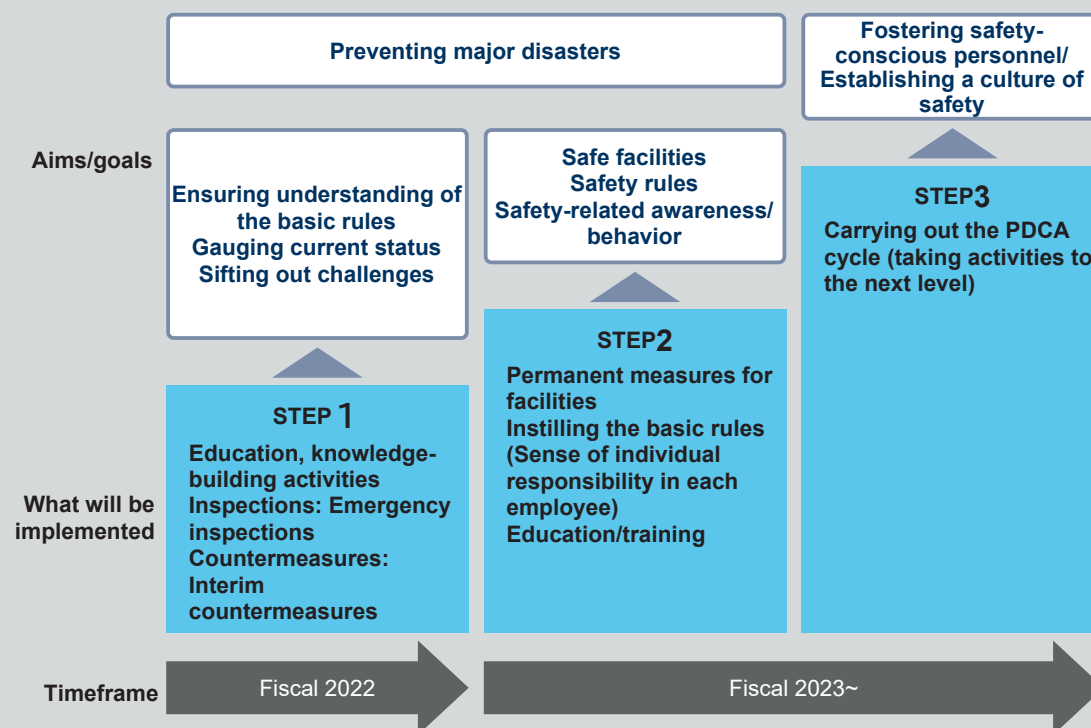 Preventing major disasters
Fostering safety-
conscious personnel/
Establishing a culture of
safety
Aims/goals
Ensuring understanding of
the basic rules
Gauging current status
Sifting out challenges
Safe facilities
Safety rules
Safety-related awareness/
behavior
STEP 1
Education, knowledge-
building activities
Inspections: Emergency
inspections
Countermeasures:
Interim
countermeasures
STEP2
Permanent measures for
facilities
Instilling the basic rules
(Sense of individual
responsibility in each
employee)
Education/training
STEP3
Carrying out the PDCA
cycle (taking activities to
the next level)
What will be
implemented
Timeframe
Fiscal 2022
Fiscal 2023~